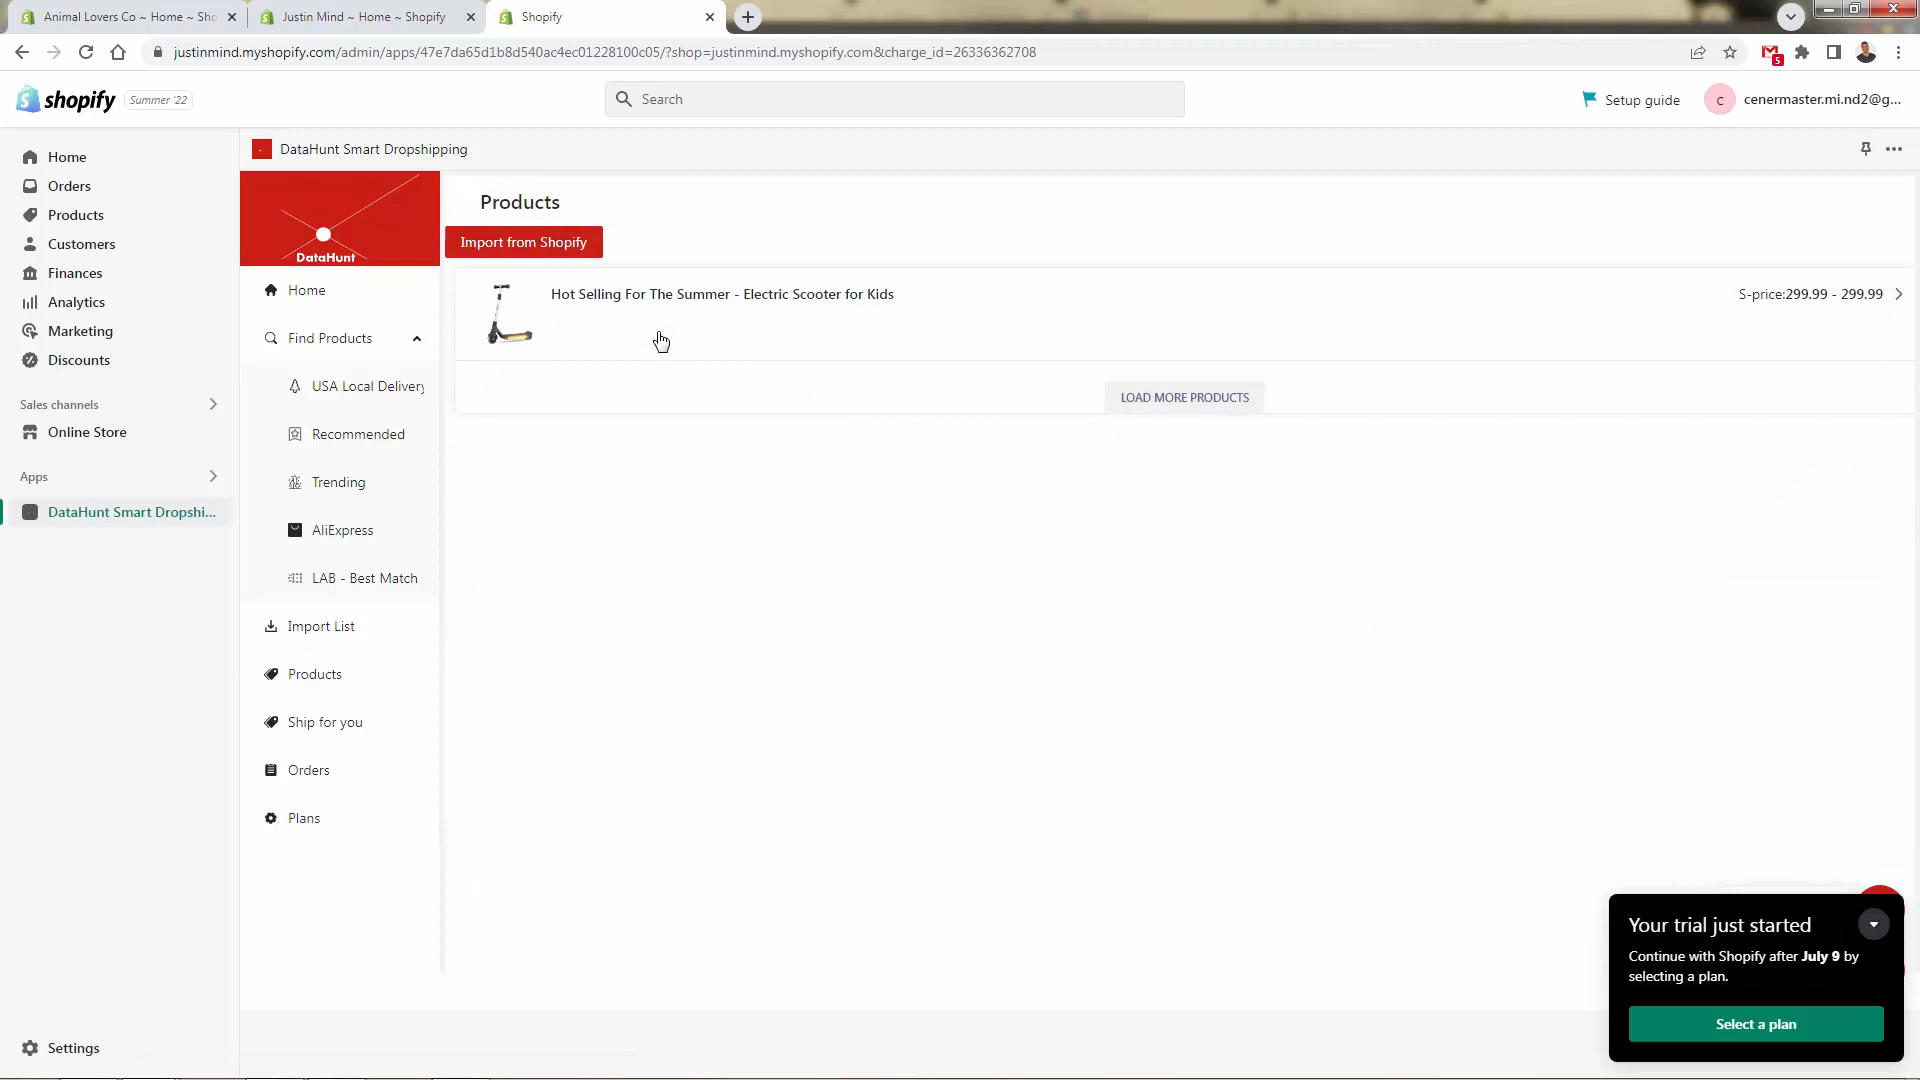 Animal Lovers Co ~ Home ~ Sho
Justin Mind ~ Home ~ Shopify
Shopify
justinmind.myshopify.com/admin/apps/47e7da65d1b8d540ac4ec01228100c05/?shop=justinmind.myshopify.com&charge_id=26336362708
5
shopify
Summer '22
Search
Setup guide
c
cenermaster.mi.nd2@g...
Home
Orders
Products
Customers
Finances
Analytics
Marketing
Discounts
Sales channels
Online Store
Apps
DataHunt Smart Dropshi...
Settings
DataHunt Smart Dropshipping
DataHunt
Home
Find Products
USA Local Delivery
Recommended
Trending
AliExpress
LAB - Best Match
Import List
Products
Ship for you
Orders
Plans
Products
Import from Shopify
Hot Selling For The Summer - Electric Scooter for Kids
S-price:299.99 - 299.99
LOAD MORE PRODUCTS
Your trial just started
Continue with Shopify after July 9 by
selecting a plan.
Select a plan